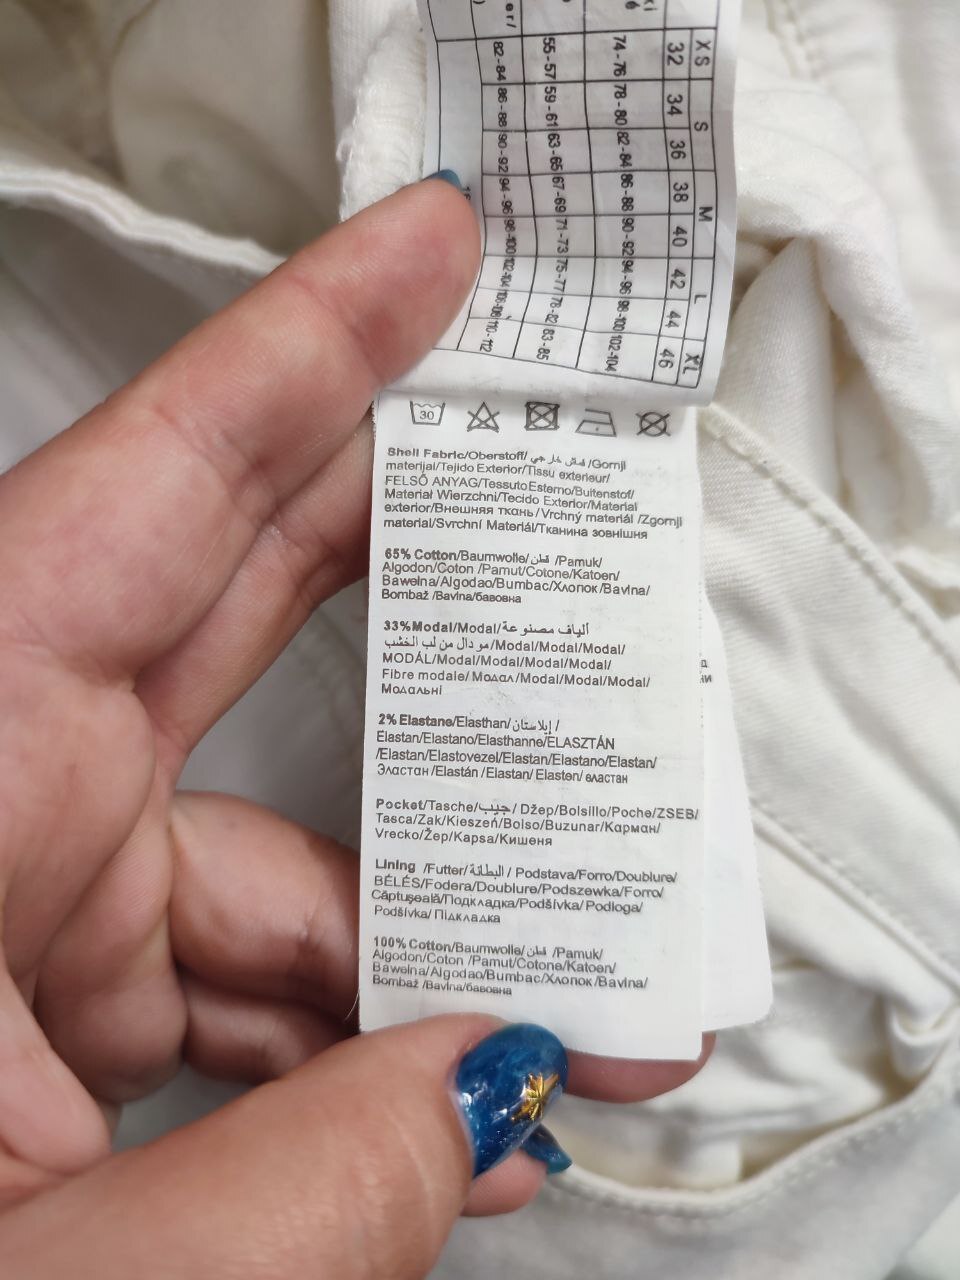 XS S M L XL
32 34 36 38 40 42 44 46
74 - 76 78 - 80 82 - 84 86 - 88 90 - 92 94 - 96 98 - 100 102 - 104
55 - 57 59 - 61 63 - 65 67 - 69 71 - 73 75 - 77 78 - 82 83 - 85
82 - 84 86 - 88 90 - 92 94 - 96 98 - 100 102 - 104 106 - 108 110 - 112
30
Shell Fabric/Oberstoff/ قماش خارجي /Gornji
materijal/Tejido Exterior/Tissu exterieur/
FELSŐ ANYAG/Tessuto Esterno/Buitenstof/
Materiał Wierzchni/Tecido Exterior/Material
exterior/Внешняя ткань/Vrchný materiál /Zgornji
material/Svrchní Materiál/Тканина зовнішня
65% Cotton/Baumwolle/ قطن /Pamuk/
Algodon/Coton /Pamut/Cotone/Katoen/
Bawełna/Algodao/Bumbac/Хлопок/Bavlna/
Bombaž /Bavlna/бавовна
33%Modal/Modal/ألياف مصنوعة
مودال من لب الخشب/Modal/Modal/Modal/
MODÁL/Modal/Modal/Modal/Modal/
Fibre modale/ Модал/Modal/Modal/Modal/
Модальні
2% Elastane/Elasthan/إيلاستان /
Elastan/Elastano/Elasthanne/ELASZTÁN
/Elastan/Elastovezel/Elastan/Elastano/Elastan/
Эластан/Elastán/Elastan/ Elasten/ еластан
Pocket/Tasche/جيب/ Džep/Bolsillo/Poche/ZSEB/
Tasca/Zak/Kieszeń/Bolso/Buzunar/Карман/
Vrecko/Žep/Kapsa/Кишеня
Lining /Futter/البطانة/ Podstava/Forro/Doublure/
BÉLÉS/Fodera/Doublure/Podszewka/Forro/
Căptuşeală/Подкладка/Podšívka/ Podloga/
Podšívka/ Підкладка
100% Cotton/Baumwolle/ قطن /Pamuk/
Algodon/Coton /Pamut/Cotone/Katoen/
Bawełna/Algodao/Bumbac/Хлопок/Bavlna/
Bombaž /Bavlna/бавовна